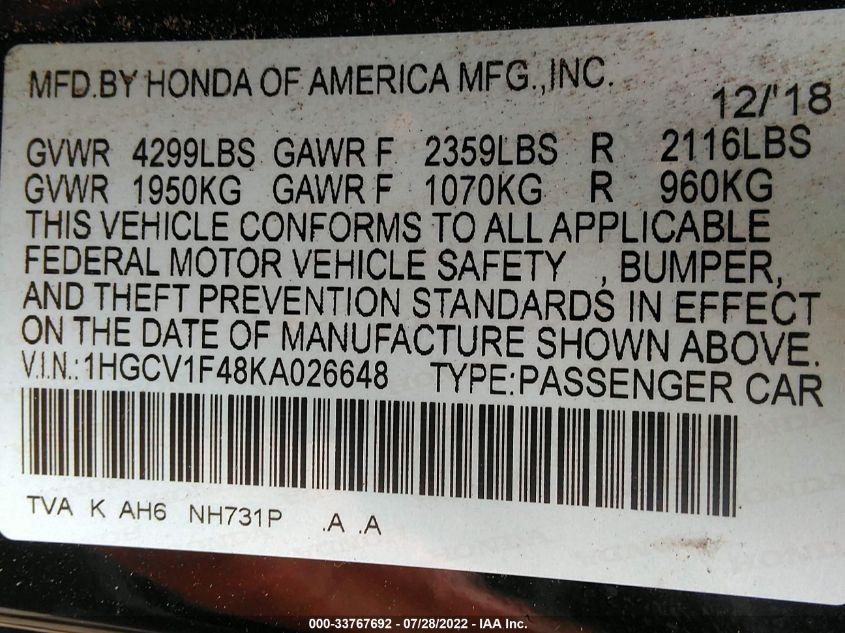 MFD.BY HONDA OF AMERICA MFG.,INC.
12/'18
GVWR 4299LBS GAWR F 2359LBS R 2116LBS
GVWR 1950KG GAWR F 1070KG R 960KG
THIS VEHICLE CONFORMS TO ALL APPLICABLE
FEDERAL MOTOR VEHICLE SAFETY , BUMPER,
AND THEFT PREVENTION STANDARDS IN EFFECT
ON THE DATE OF MANUFACTURE SHOWN ABOVE.
V.I.N.:1HGCV1F48KA026648 TYPE:PASSENGER CAR
TVA K AH6 NH731P .A .A
000-33767692 - 07/28/2022 - IAA Inc.